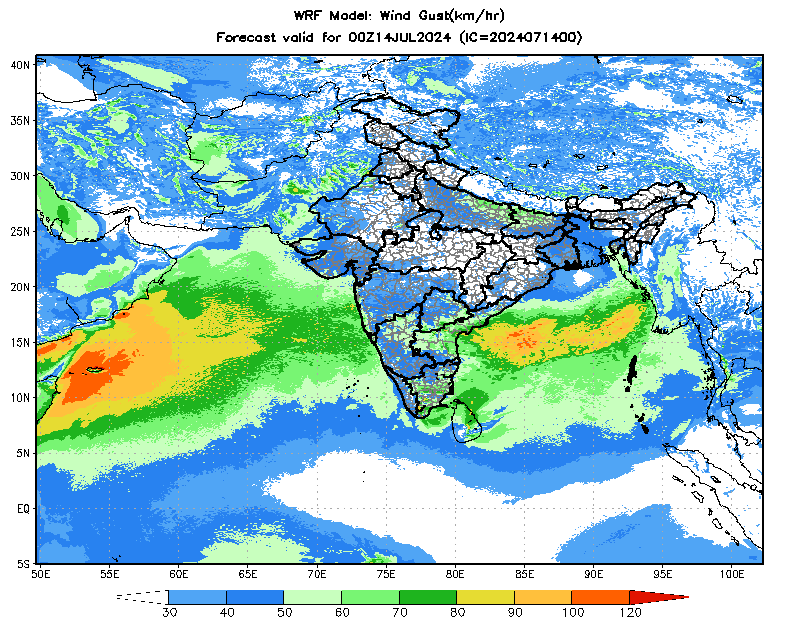 WRF Model: Wind Gust(km/hr)
Forecast valid for 00Z14JUL2024 (IC=2024071400)
40N
35N
30N
25N
20N
15N
10N
5N
EQ
5S
50E 55E 60E 65E 70E 75E 80E 85E 90E 95E 100E
30 40 50 60 70 80 90 100 120